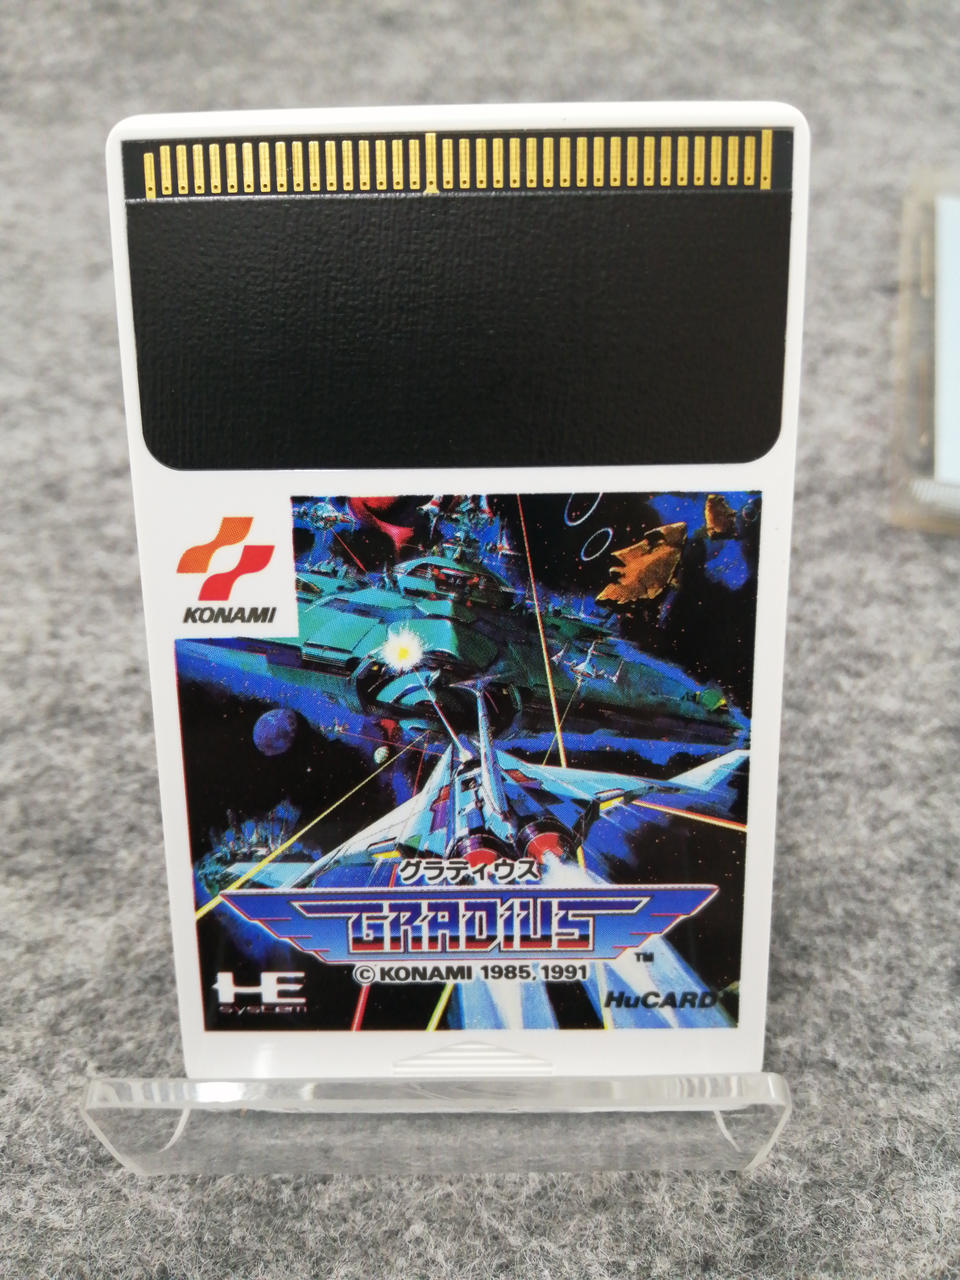 KONAMI
グラディウス
GRADIUS
TM
© KONAMI 1985, 1991
HE
SYSTEM
HuCARD